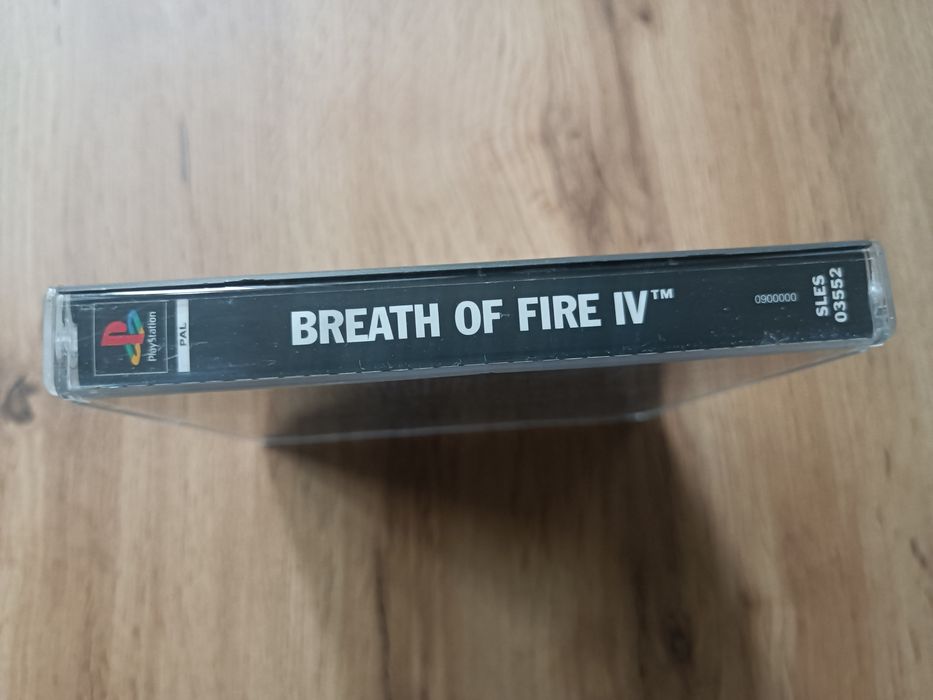 PlayStation
PAL
BREATH OF FIRE IV™
0900000
SLES
03552